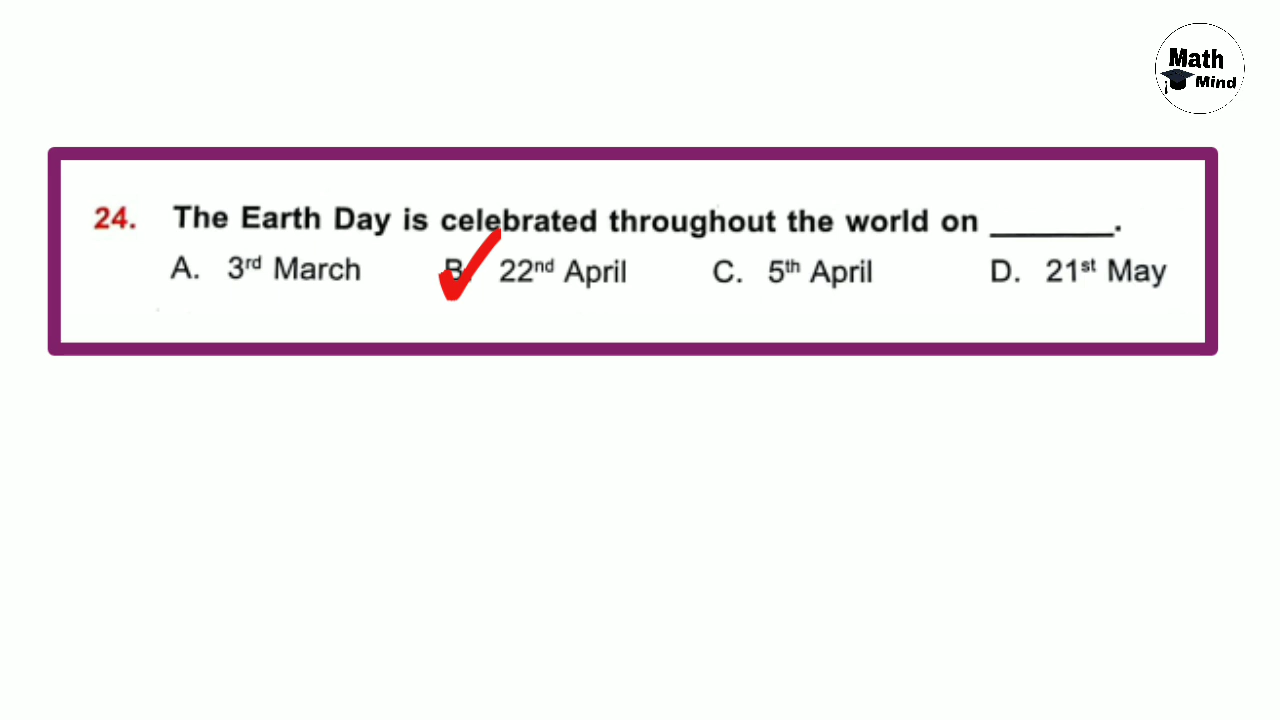 Math
Mind
24. The Earth Day is celebrated throughout the world on _______.
A. 3rd March B. 22nd April C. 5th April D. 21st May